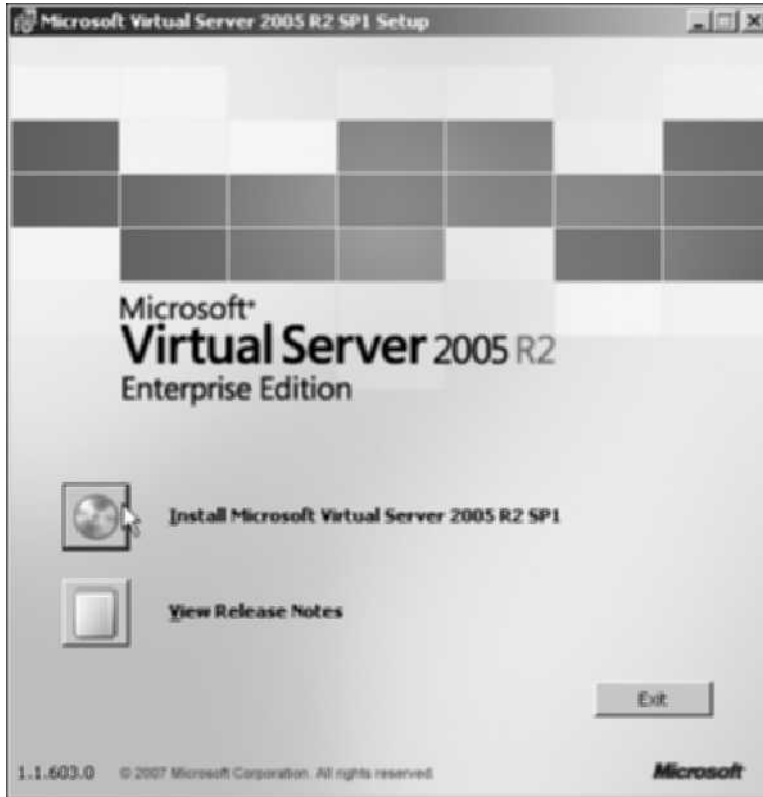 Microsoft Virtual Server 2005 R2 SP1 Setup
Microsoft
Virtual Server 2005 R2
Enterprise Edition
Install Microsoft Virtual Server 2005 R2 SP1
View Release Notes
Exit
1.1.603.0 © 2007 Microsoft Corporation. All rights reserved. Microsoft